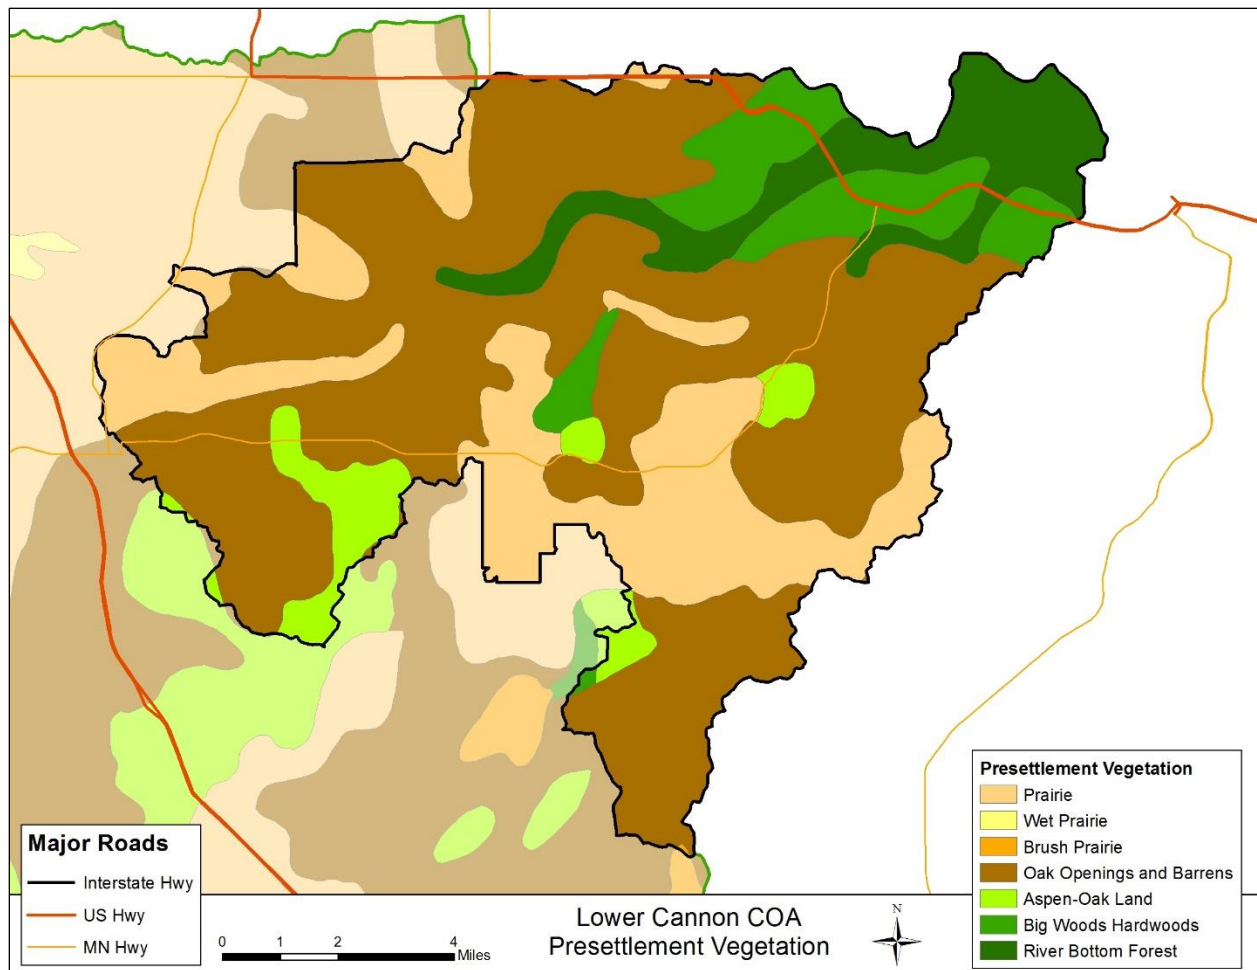 Presettlement Vegetation
Prairie
Wet Prairie
Brush Prairie
Oak Openings and Barrens
Aspen-Oak Land
Big Woods Hardwoods
River Bottom Forest
Major Roads
Interstate Hwy
US Hwy
MN Hwy
0 1 2 4
Miles
Lower Cannon COA
Presettlement Vegetation
N